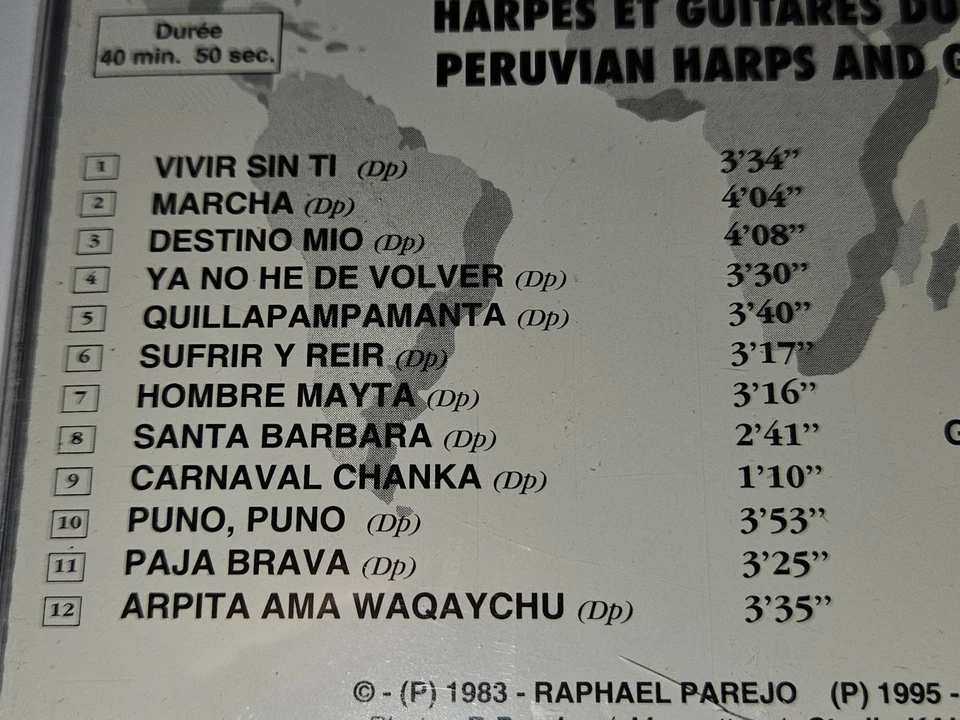 Durée
40 min. 50 sec.
HARPES ET GUITARES DU
PERUVIAN HARPS AND
1 VIVIR SIN TI (Dp) 3'34”
2 MARCHA (Dp) 4'04”
3 DESTINO MIO (Dp) 4'08”
4 YA NO HE DE VOLVER (Dp) 3'30”
5 QUILLAPAMPAMANTA (Dp) 3'40”
6 SUFRIR Y REIR (Dp) 3'17”
7 HOMBRE MAYTA (Dp) 3'16”
8 SANTA BARBARA (Dp) 2'41”
9 CARNAVAL CHANKA (Dp) 1'10”
10 PUNO, PUNO (Dp) 3'53”
11 PAJA BRAVA (Dp) 3'25”
12 ARPITA AMA WAQAYCHU (Dp) 3'35”
© - (P) 1983 - RAPHAEL PAREJO (P) 1995 -